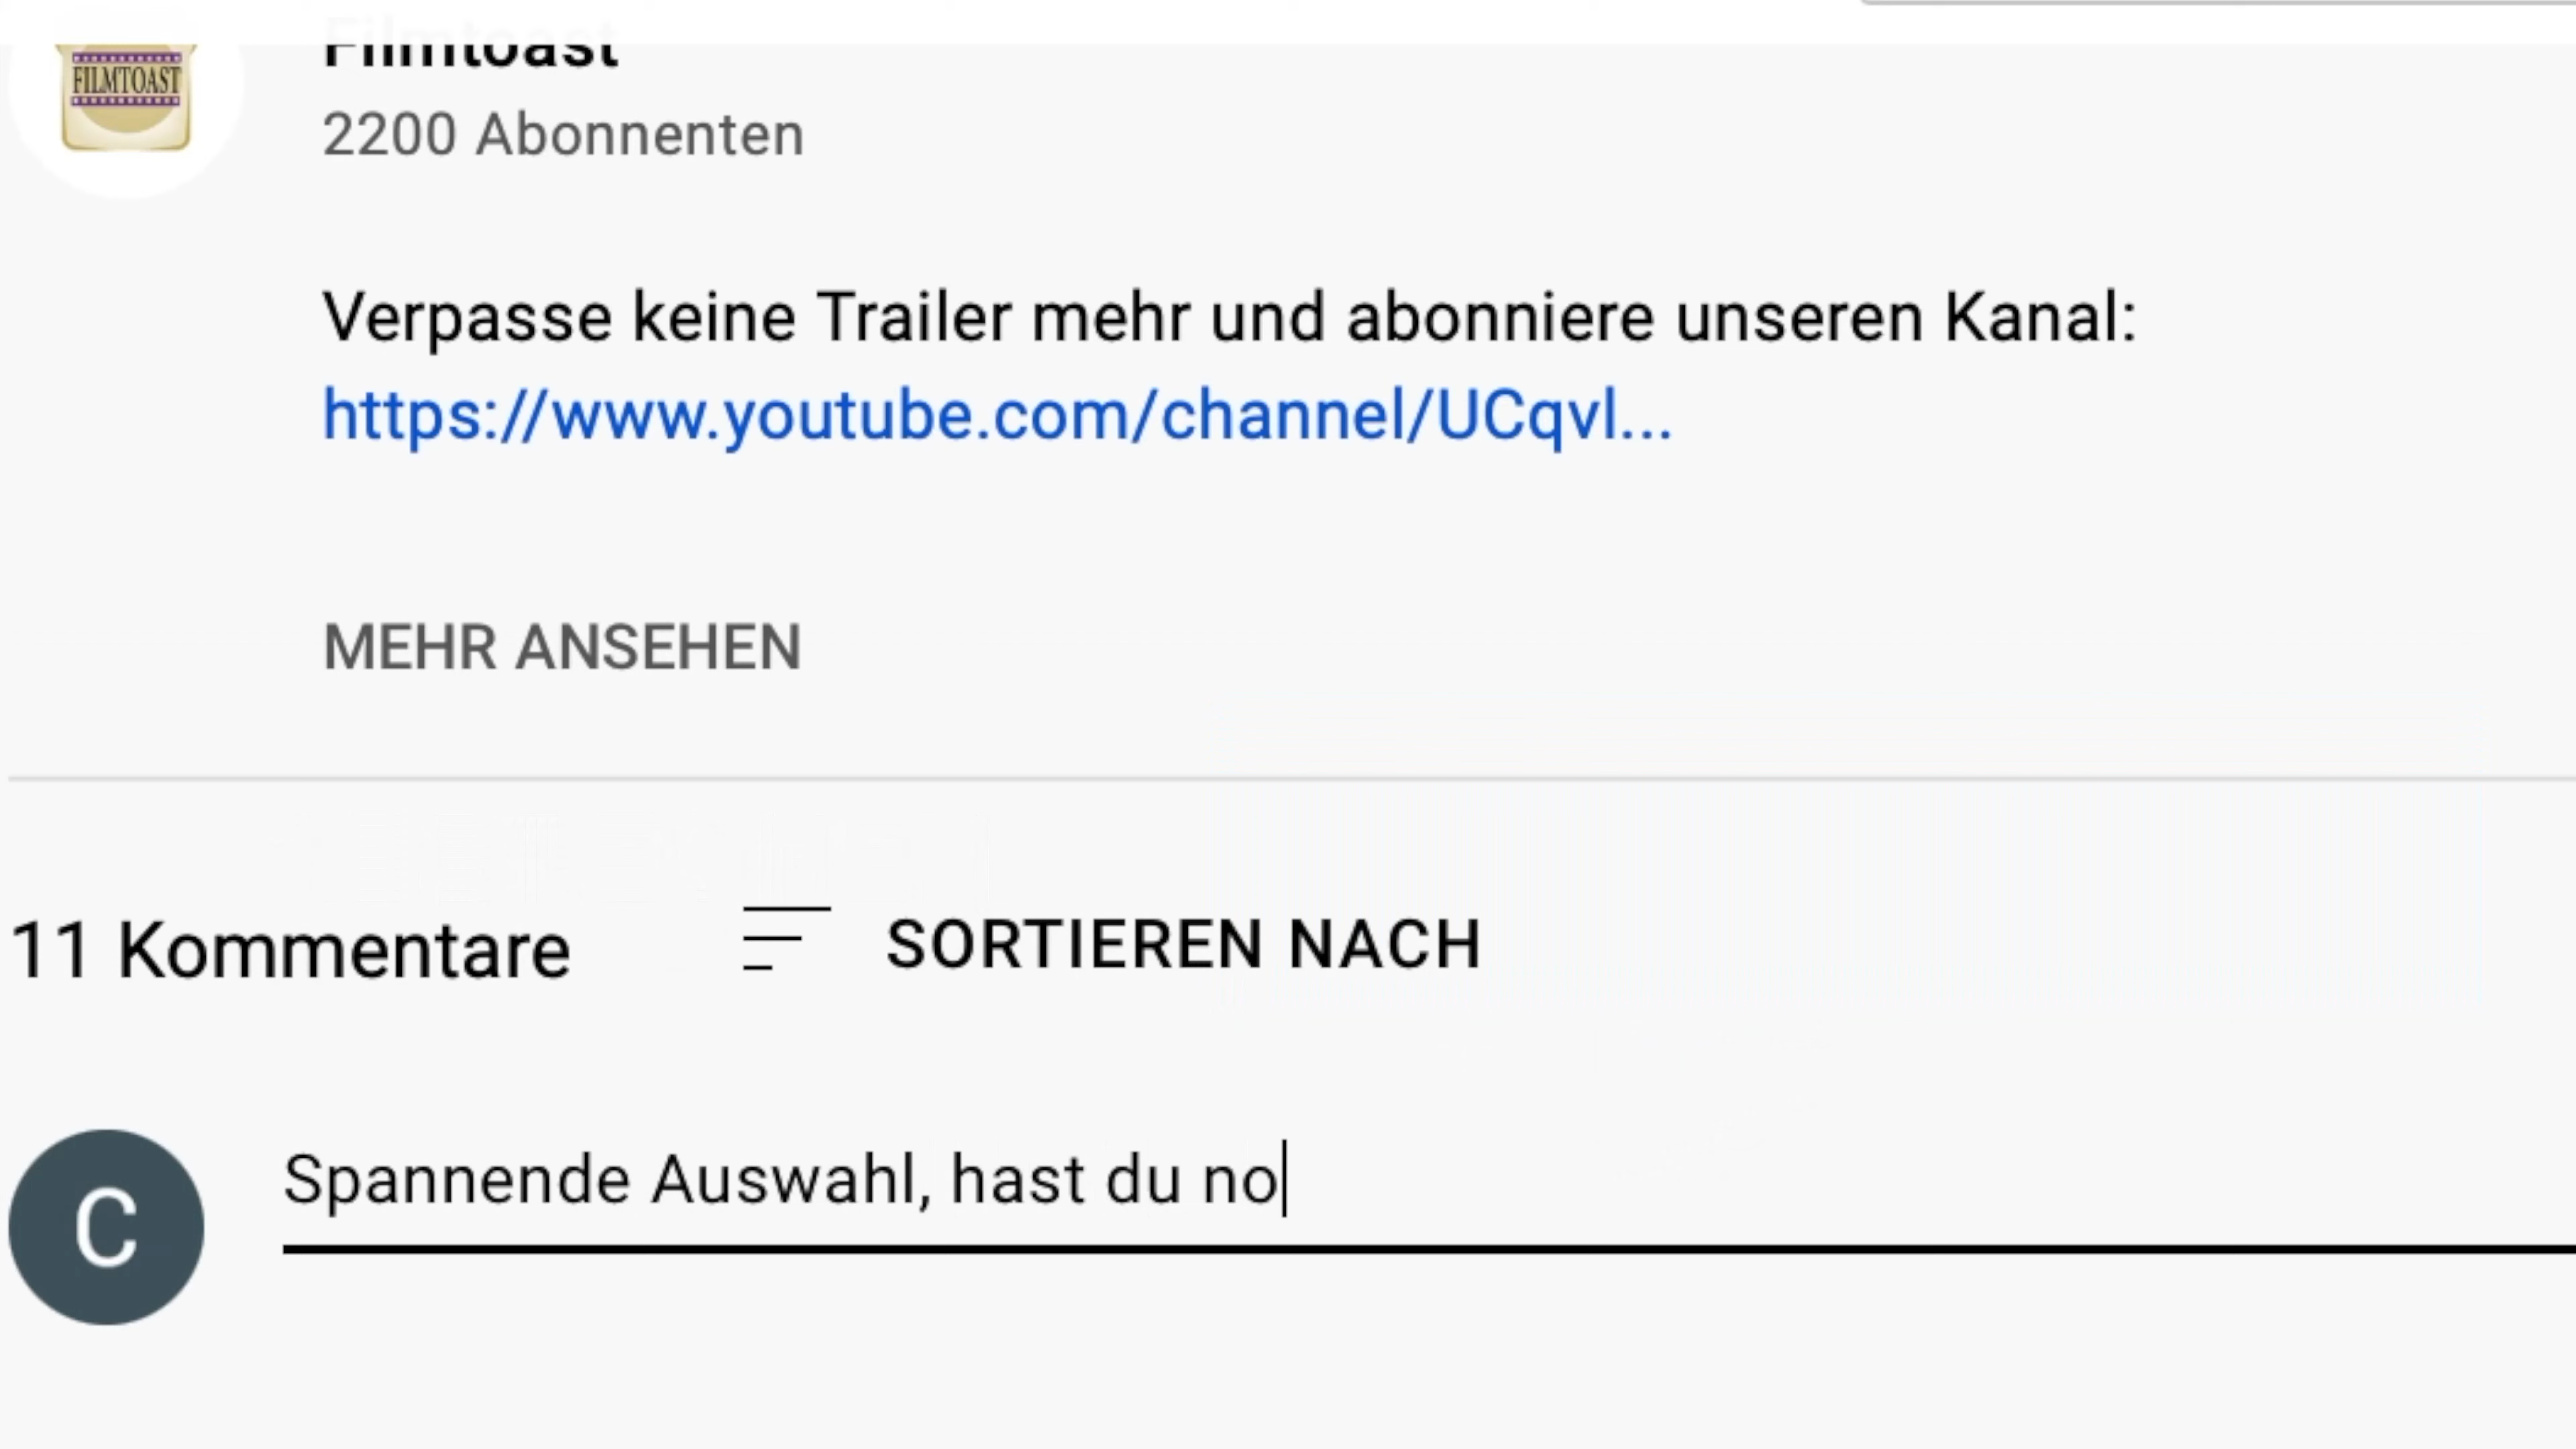 Filmtoast
FILMTOAST
2200 Abonnenten
Verpasse keine Trailer mehr und abonniere unseren Kanal:
https://www.youtube.com/channel/UCqvl...
MEHR ANSEHEN
11 Kommentare
SORTIEREN NACH
C
Spannende Auswahl, hast du no